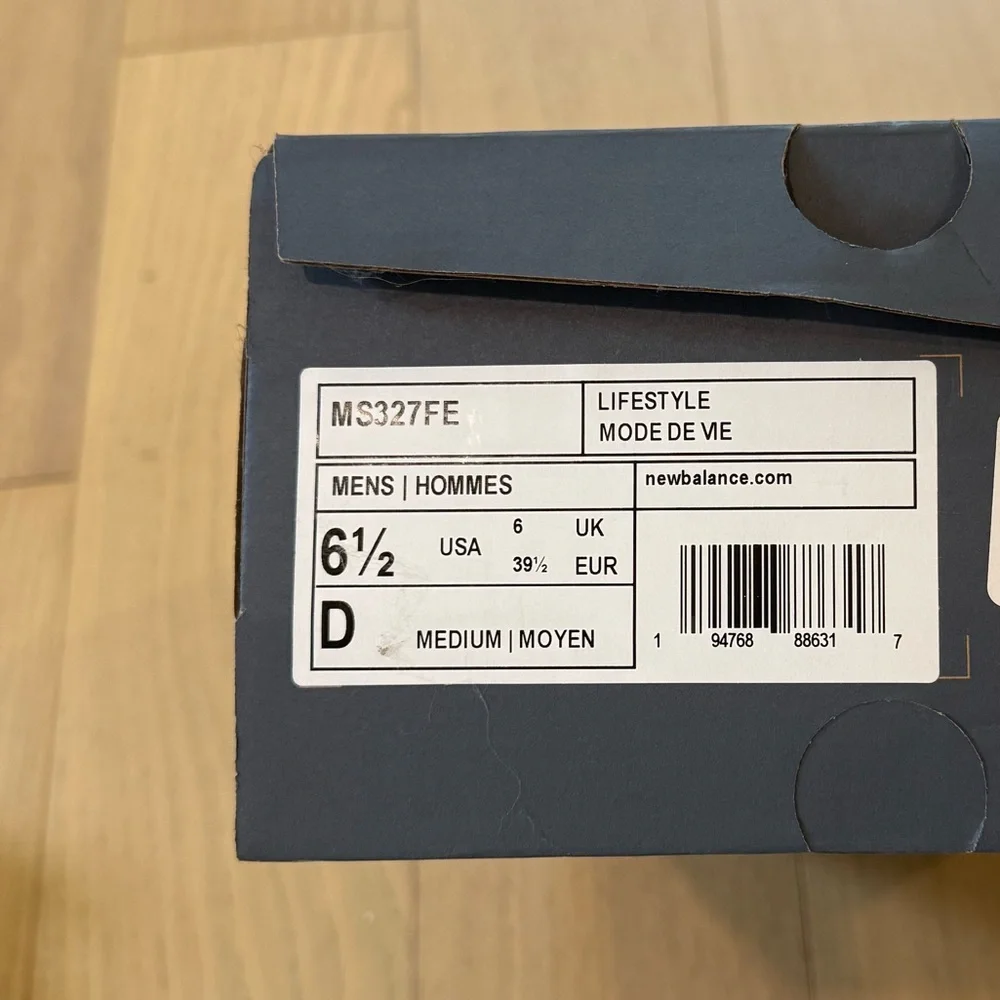 MS327FE
LIFESTYLE
MODE DE VIE
MENS | HOMMES
newbalance.com
6½ USA
6 UK
39½ EUR
D MEDIUM | MOYEN
1 94768 88631 7